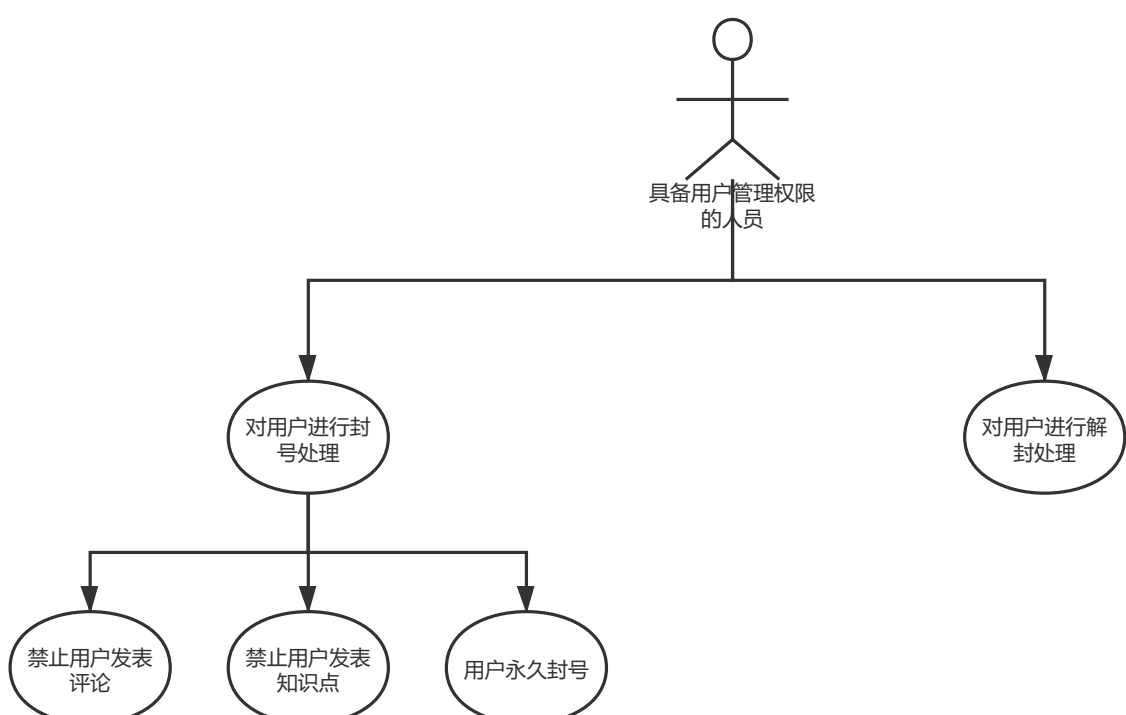 具备用户管理权限
的人员
对用户进行封
号处理
对用户进行解
封处理
禁止用户发表
评论
禁止用户发表
知识点
用户永久封号